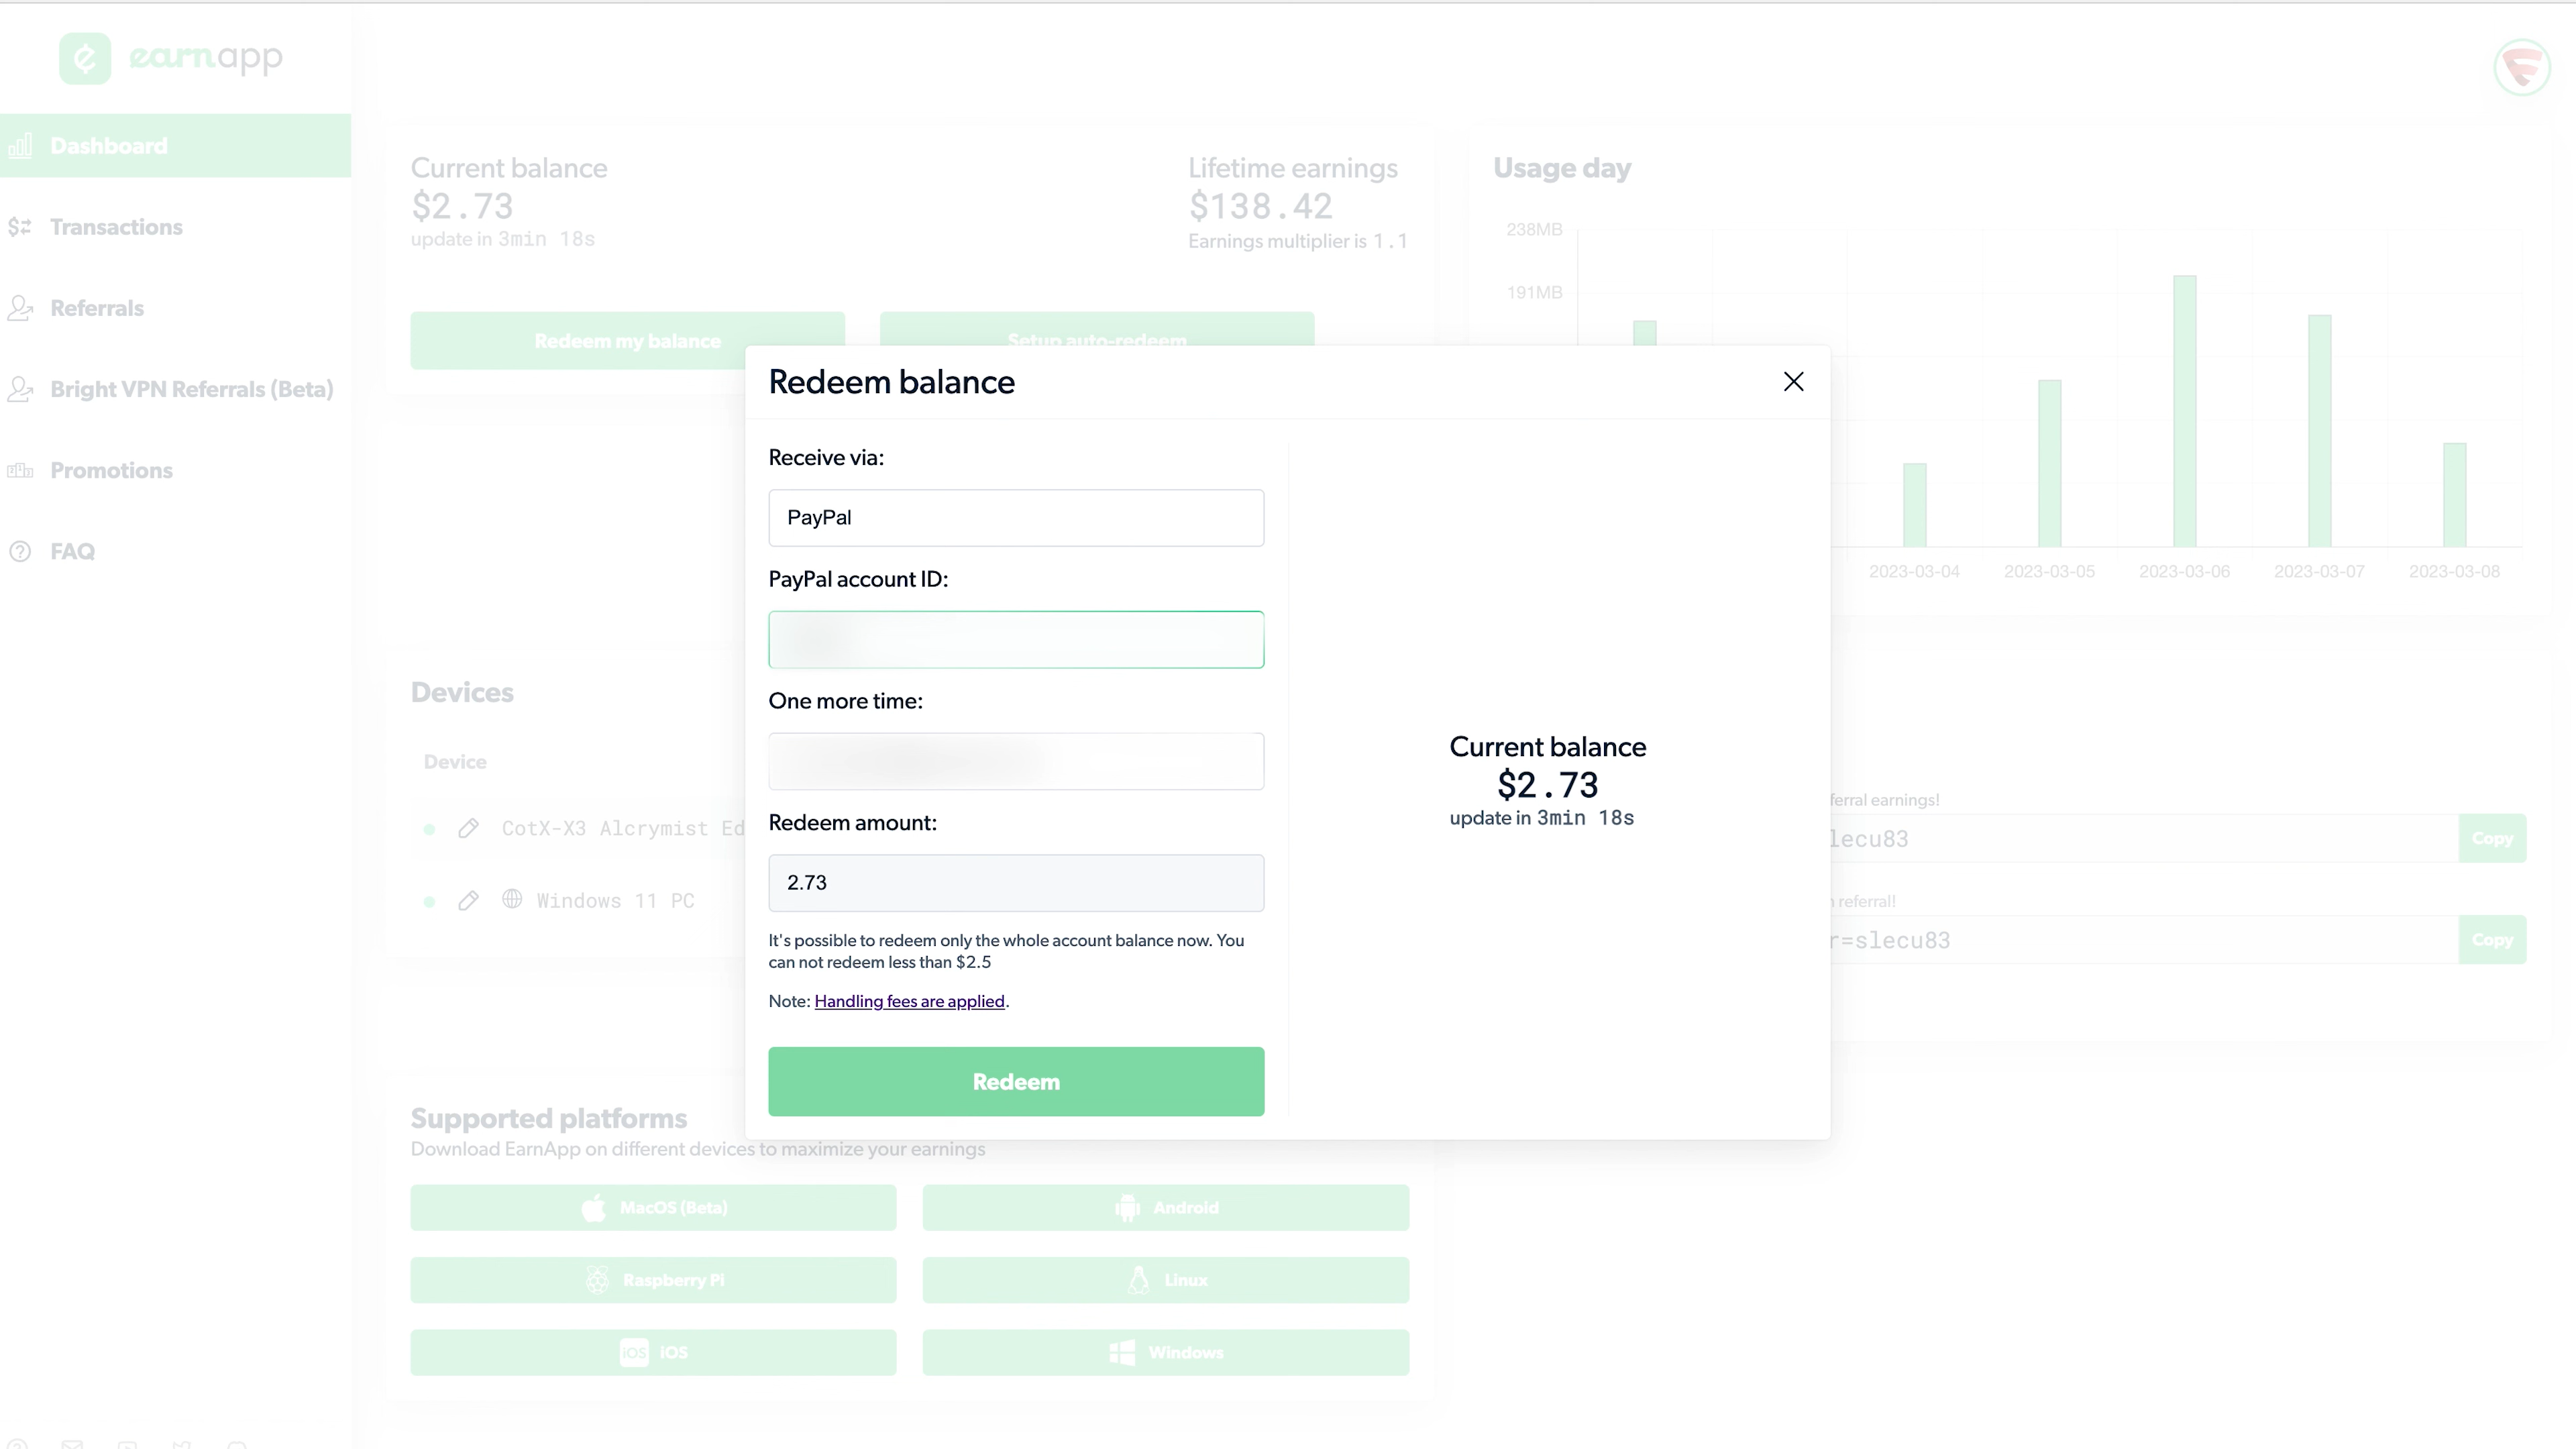 earnapp
Dashboard
Transactions
Referrals
Bright VPN Referrals (Beta)
Promotions
FAQ
Current balance
$2.73
update in 3min 18s
Lifetime earnings
$138.42
Earnings multiplier is 1.1
Redeem my balance
Setup auto-redeem
Usage day
238MB
191MB
2023-03-04 2023-03-05 2023-03-06 2023-03-07 2023-03-08
Redeem balance
Receive via:
PayPal
PayPal account ID:
One more time:
Redeem amount:
2.73
It's possible to redeem only the whole account balance now. You
can not redeem less than $2.5
Note: Handling fees are applied.
Redeem
Current balance
$2.73
update in 3min 18s
Devices
Device
CotX-X3 Alcrymist Ed
Windows 11 PC
ferral earnings!
lecu83
Copy
referral!
r=slecu83
Copy
Supported platforms
Download EarnApp on different devices to maximize your earnings
MacOS (Beta)
Android
Raspberry Pi
Linux
iOS iOS
Windows